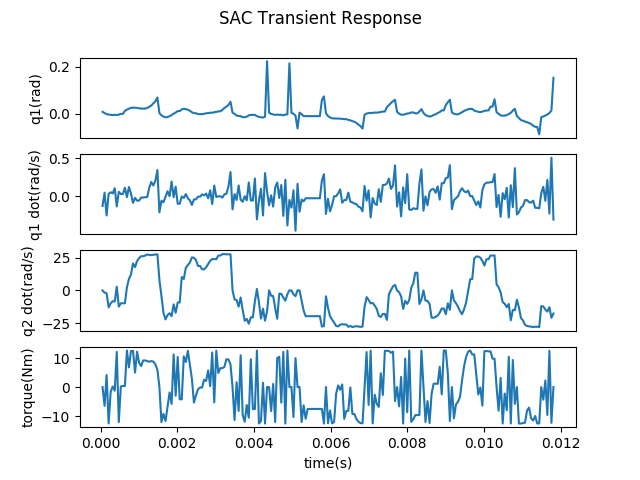 SAC Transient Response
0.2
0.0
q1(rad)
0.5
0.0
q1 dot(rad/s)
25
0
−25
q2 dot(rad/s)
10
0
−10
torque(Nm)
0.000 0.002 0.004 0.006 0.008 0.010 0.012
time(s)